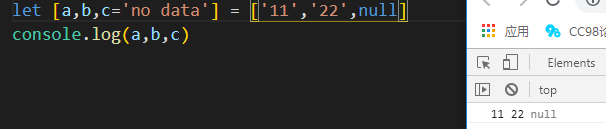 let [a,b,c='no data'] = ['11','22',null]
console.log(a,b,c)
应用
CC98论
Elements
top
11 22 null